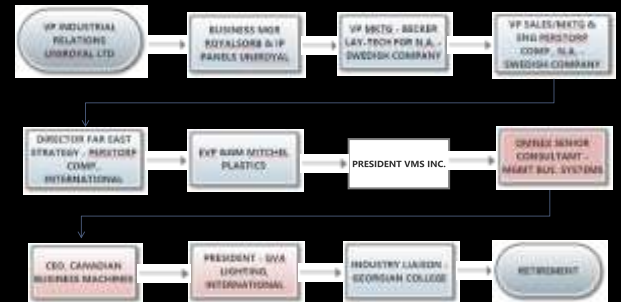 VP INDUSTRIAL
RELATIONS
UNIROYAL LTD
BUSINESS MGR
ROYALSORB & IP
PANELS UNIROYAL
VP MKTG - BECKER
LAY-TECH FOR N.A. -
SWEDISH COMPANY
VP SALES/MKTG &
ENG PERSTORP
COMP. N.A. -
SWEDISH COMPANY
DIRECTOR FAR EAST
STRATEGY - PERSTORP
COMP.,
INTERNATIONAL
EVP
MITCHEL
PLASTICS
PRESIDENT VMS INC.
OMNEX SENIOR
CONSULTANT -
MGMT BUS. SYSTEMS
CEO, CANADIAN
BUSINESS MACHINES
PRESIDENT - GVA
LIGHTING,
INTERNATIONAL
INDUSTRY LIAISON -
GEORGIAN COLLEGE
RETIREMENT